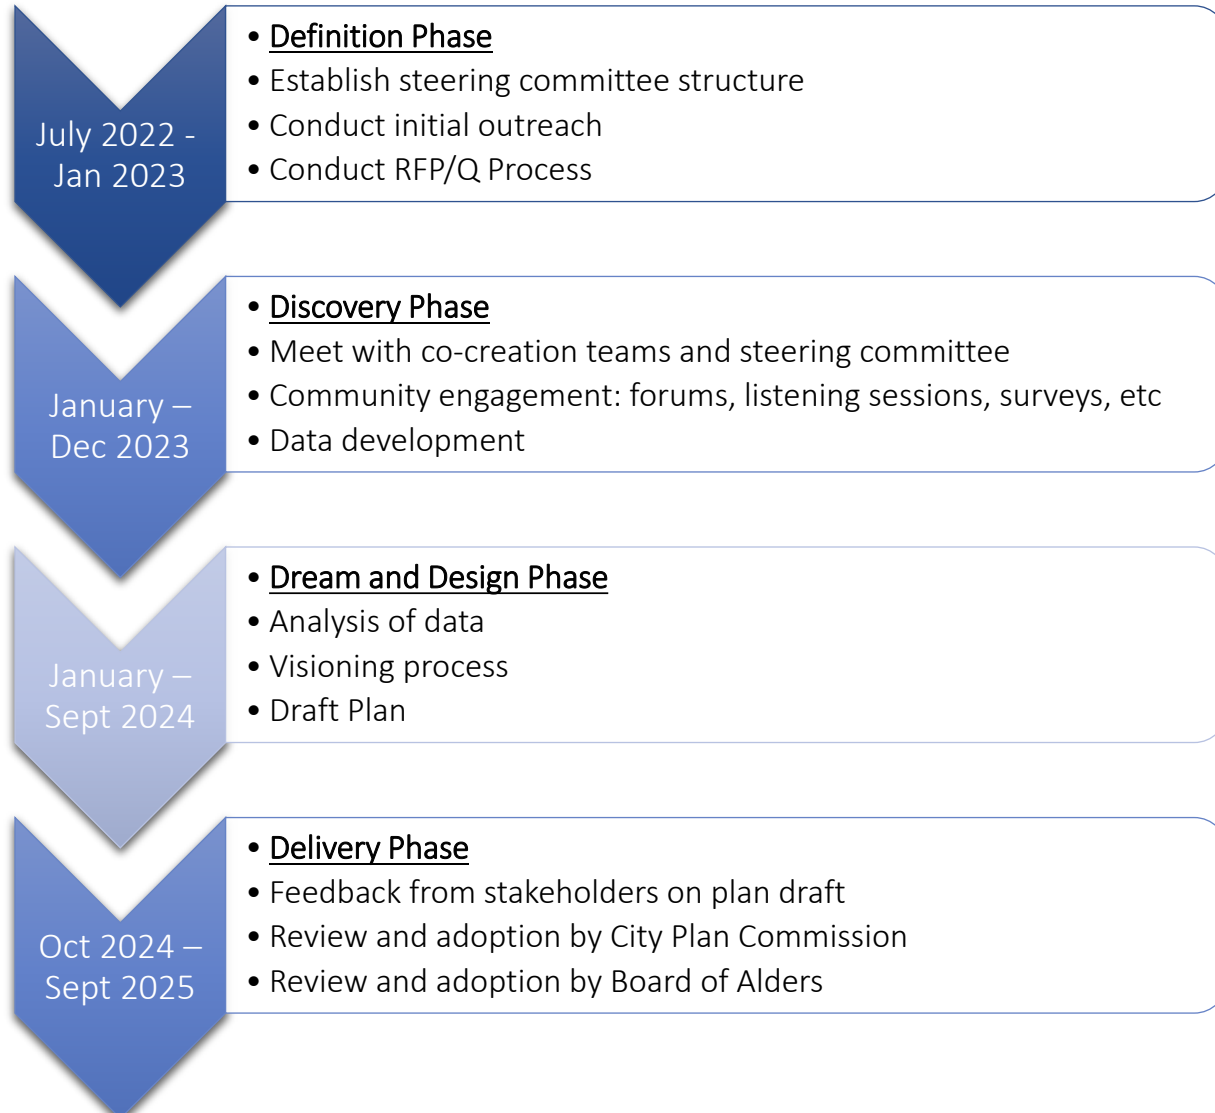 July 2022 -
Jan 2023
• Definition Phase
• Establish steering committee structure
• Conduct initial outreach
• Conduct RFP/Q Process
January –
Dec 2023
• Discovery Phase
• Meet with co-creation teams and steering committee
• Community engagement: forums, listening sessions, surveys, etc
• Data development
January –
Sept 2024
• Dream and Design Phase
• Analysis of data
• Visioning process
• Draft Plan
Oct 2024 –
Sept 2025
• Delivery Phase
• Feedback from stakeholders on plan draft
• Review and adoption by City Plan Commission
• Review and adoption by Board of Alders